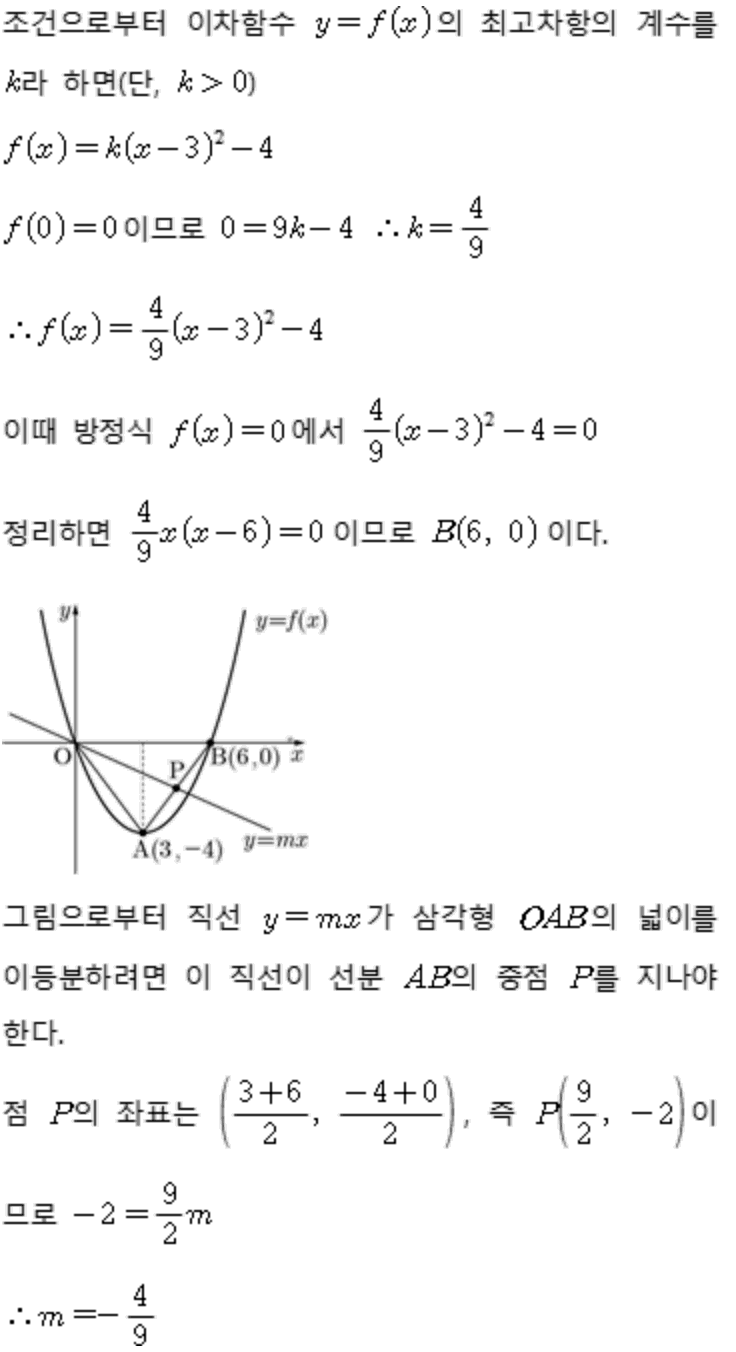 조건으로부터 이차함수 y=f(x)의 최고차항의 계수를
k라 하면(단, k>0)
f(x)=k(x-3)²-4
f(0)=0이므로 0=9k-4 ∴k=4/9
∴f(x)=4/9(x-3)²-4
이때 방정식 f(x)=0에서 4/9(x-3)²-4=0
정리하면 4/9x(x-6)=0이므로 B(6, 0)이다.
y
y=f(x)
O
P
B(6,0)
x
A(3,-4)
y=mx
그림으로부터 직선 y=mx가 삼각형 OAB의 넓이를
이등분하려면 이 직선이 선분 AB의 중점 P를 지나야
한다.
점 P의 좌표는 (3+6/2, -4+0/2), 즉 P(9/2, -2)이
므로 -2=9/2m
∴m=-4/9